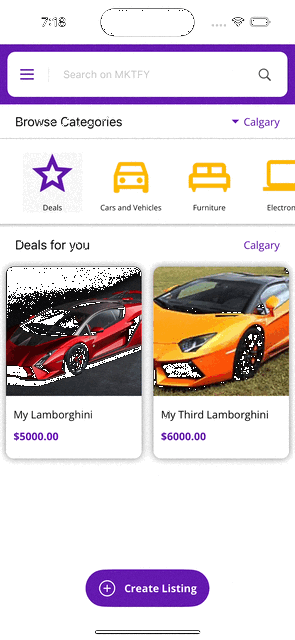 7:18
Search on MKTFY
Browse Categories
Calgary
Deals
Cars and Vehicles
Furniture
Electron
Deals for you
Calgary
My Lamborghini
$5000.00
My Third Lamborghini
$6000.00
Create Listing